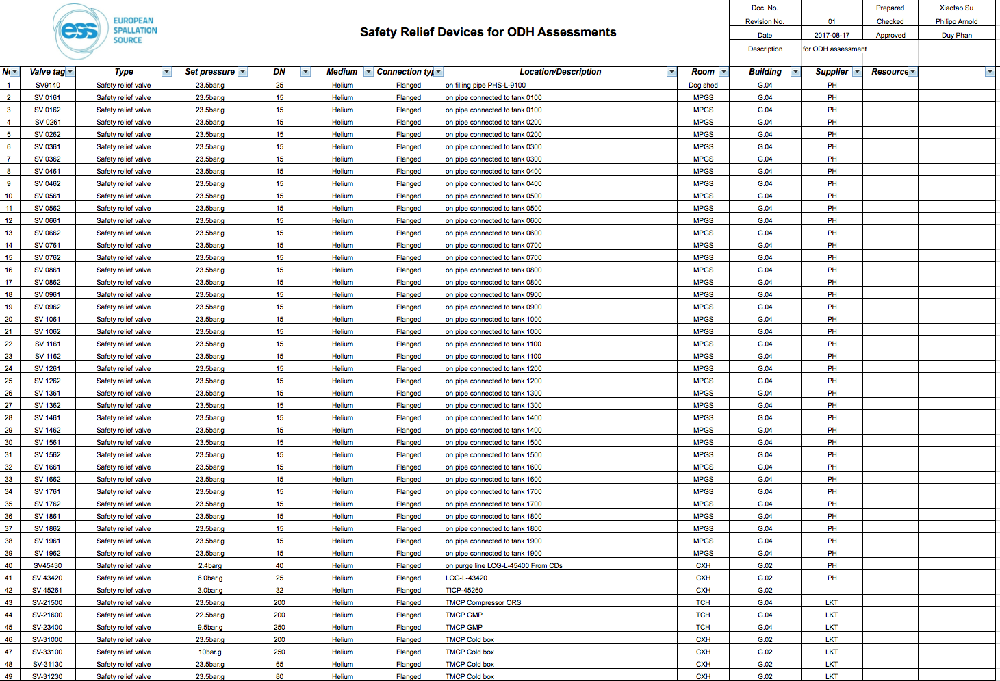 ess
EUROPEAN
SPALLATION
SOURCE
Safety Relief Devices for ODH Assessments
Doc. No. Prepared Xiaotao Su
Revision No. 01 Checked Philipp Arnold
Date 2017-08-17 Approved Duy Phan
Description for ODH assessment
Valve tag Type Set pressure DN Medium Connection Location/Description Room Building Supplier Resource
1 SV9140 Safety relief valve 23.5bar.g 25 Helium Flanged on filling pipe PHS-L-9100 Dog shed G.04 PH
2 SV 0161 Safety relief valve 23.5bar.g 15 Helium Flanged on pipe connected to tank 0100 MPGS G.04 PH
3 SV 0162 Safety relief valve 23.5bar.g 15 Helium Flanged on pipe connected to tank 0100 MPGS G.04 PH
4 SV 0261 Safety relief valve 23.5bar.g 15 Helium Flanged on pipe connected to tank 0200 MPGS G.04 PH
5 SV 0262 Safety relief valve 23.5bar.g 15 Helium Flanged on pipe connected to tank 0200 MPGS G.04 PH
6 SV 0361 Safety relief valve 23.5bar.g 15 Helium Flanged on pipe connected to tank 0300 MPGS G.04 PH
7 SV 0362 Safety relief valve 23.5bar.g 15 Helium Flanged on pipe connected to tank 0300 MPGS G.04 PH
8 SV 0461 Safety relief valve 23.5bar.g 15 Helium Flanged on pipe connected to tank 0400 MPGS G.04 PH
9 SV 0462 Safety relief valve 23.5bar.g 15 Helium Flanged on pipe connected to tank 0400 MPGS G.04 PH
10 SV 0561 Safety relief valve 23.5bar.g 15 Helium Flanged on pipe connected to tank 0500 MPGS G.04 PH
11 SV 0562 Safety relief valve 23.5bar.g 15 Helium Flanged on pipe connected to tank 0500 MPGS G.04 PH
12 SV 0661 Safety relief valve 23.5bar.g 15 Helium Flanged on pipe connected to tank 0600 MPGS G.04 PH
13 SV 0662 Safety relief valve 23.5bar.g 15 Helium Flanged on pipe connected to tank 0600 MPGS G.04 PH
14 SV 0761 Safety relief valve 23.5bar.g 15 Helium Flanged on pipe connected to tank 0700 MPGS G.04 PH
15 SV 0762 Safety relief valve 23.5bar.g 15 Helium Flanged on pipe connected to tank 0700 MPGS G.04 PH
16 SV 0861 Safety relief valve 23.5bar.g 15 Helium Flanged on pipe connected to tank 0800 MPGS G.04 PH
17 SV 0862 Safety relief valve 23.5bar.g 15 Helium Flanged on pipe connected to tank 0800 MPGS G.04 PH
18 SV 0961 Safety relief valve 23.5bar.g 15 Helium Flanged on pipe connected to tank 0900 MPGS G.04 PH
19 SV 0962 Safety relief valve 23.5bar.g 15 Helium Flanged on pipe connected to tank 0900 MPGS G.04 PH
20 SV 1061 Safety relief valve 23.5bar.g 15 Helium Flanged on pipe connected to tank 1000 MPGS G.04 PH
21 SV 1062 Safety relief valve 23.5bar.g 15 Helium Flanged on pipe connected to tank 1000 MPGS G.04 PH
22 SV 1161 Safety relief valve 23.5bar.g 15 Helium Flanged on pipe connected to tank 1100 MPGS G.04 PH
23 SV 1162 Safety relief valve 23.5bar.g 15 Helium Flanged on pipe connected to tank 1100 MPGS G.04 PH
24 SV 1261 Safety relief valve 23.5bar.g 15 Helium Flanged on pipe connected to tank 1200 MPGS G.04 PH
25 SV 1262 Safety relief valve 23.5bar.g 15 Helium Flanged on pipe connected to tank 1200 MPGS G.04 PH
26 SV 1361 Safety relief valve 23.5bar.g 15 Helium Flanged on pipe connected to tank 1300 MPGS G.04 PH
27 SV 1362 Safety relief valve 23.5bar.g 15 Helium Flanged on pipe connected to tank 1300 MPGS G.04 PH
28 SV 1461 Safety relief valve 23.5bar.g 15 Helium Flanged on pipe connected to tank 1400 MPGS G.04 PH
29 SV 1462 Safety relief valve 23.5bar.g 15 Helium Flanged on pipe connected to tank 1400 MPGS G.04 PH
30 SV 1561 Safety relief valve 23.5bar.g 15 Helium Flanged on pipe connected to tank 1500 MPGS G.04 PH
31 SV 1562 Safety relief valve 23.5bar.g 15 Helium Flanged on pipe connected to tank 1500 MPGS G.04 PH
32 SV 1661 Safety relief valve 23.5bar.g 15 Helium Flanged on pipe connected to tank 1600 MPGS G.04 PH
33 SV 1662 Safety relief valve 23.5bar.g 15 Helium Flanged on pipe connected to tank 1600 MPGS G.04 PH
34 SV 1761 Safety relief valve 23.5bar.g 15 Helium Flanged on pipe connected to tank 1700 MPGS G.04 PH
35 SV 1762 Safety relief valve 23.5bar.g 15 Helium Flanged on pipe connected to tank 1700 MPGS G.04 PH
36 SV 1861 Safety relief valve 23.5bar.g 15 Helium Flanged on pipe connected to tank 1800 MPGS G.04 PH
37 SV 1862 Safety relief valve 23.5bar.g 15 Helium Flanged on pipe connected to tank 1800 MPGS G.04 PH
38 SV 1961 Safety relief valve 23.5bar.g 15 Helium Flanged on pipe connected to tank 1900 MPGS G.04 PH
39 SV 1962 Safety relief valve 23.5bar.g 15 Helium Flanged on pipe connected to tank 1900 MPGS G.04 PH
40 SV45430 Safety relief valve 2.4barg 40 Helium Flanged on purge line LCG-L-45400 From CDs CXH G.02 PH
41 SV 43420 Safety relief valve 6.0bar.g 25 Helium Flanged LCG-L-43420 CXH G.02 PH
42 SV 45261 Safety relief valve 3.0bar.g 32 Helium Flanged TICP-45260 CXH G.02
43 SV-21500 Safety relief valve 23.5bar.g 200 Helium Flanged TMCP Compressor ORS TCH G.04 LKT
44 SV-21600 Safety relief valve 22.5bar.g 200 Helium Flanged TMCP GMP TCH G.04 LKT
45 SV-23400 Safety relief valve 9.5bar.g 250 Helium Flanged TMCP GMP TCH G.04 LKT
46 SV-31000 Safety relief valve 23.5bar.g 200 Helium Flanged TMCP Cold box CXH G.02 LKT
47 SV-33100 Safety relief valve 10bar.g 250 Helium Flanged TMCP Cold box CXH G.02 LKT
48 SV-31130 Safety relief valve 23.5bar.g 65 Helium Flanged TMCP Cold box CXH G.02 LKT
49 SV-31230 Safety relief valve 23.5bar.g 80 Helium Flanged TMCP Cold box CXH G.02 LKT